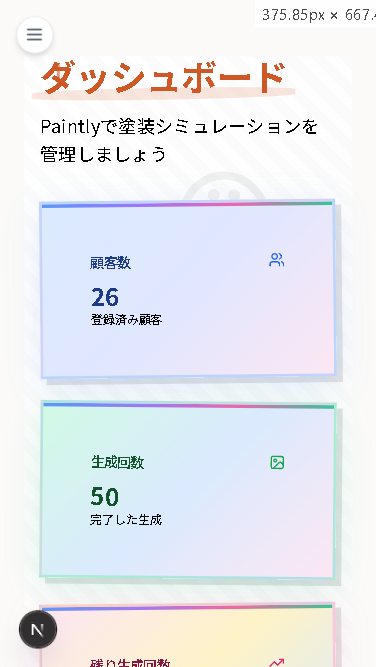 375.85px × 667.4
ダッシュボード
Paintlyで塗装シミュレーションを
管理しましょう
顧客数
26
登録済み顧客
生成回数
50
完了した生成
N
残り生成回数